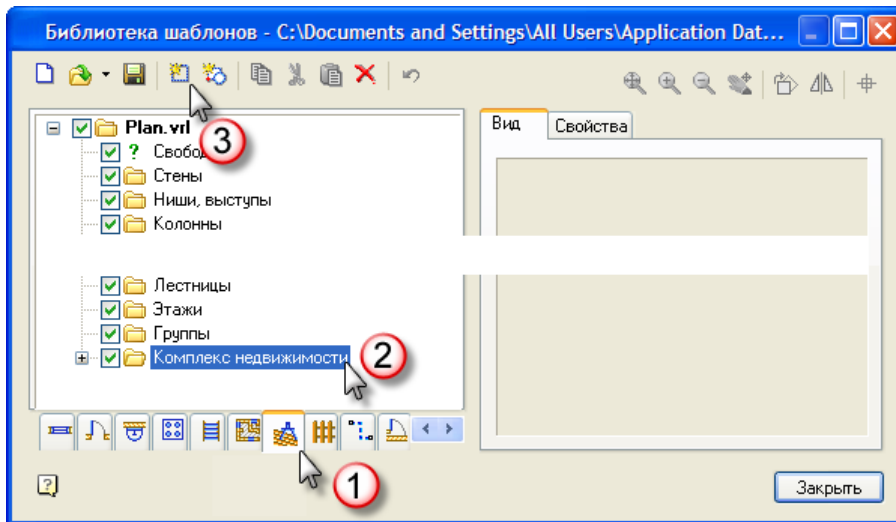 Библиотека шаблонов - C:\Documents and Settings\All Users\Application Dat...
3
Plan.vrl
? Свобод
Стены
Ниши, выступы
Колонны
Лестницы
Этажи
Группы
Комплекс недвижимости
2
1
Вид
Свойства
?
Закрыть